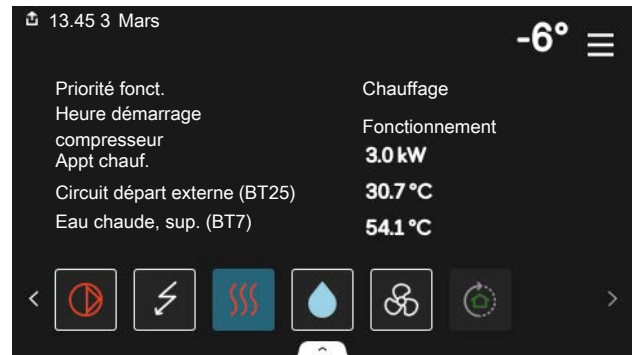 13.45 3 Mars
-6°
Priorité fonct. Chauffage
Heure démarrage
compresseur Fonctionnement
Appt chauf. 3.0 kW
Circuit départ externe (BT25) 30.7 °C
Eau chaude, sup. (BT7) 54.1 °C